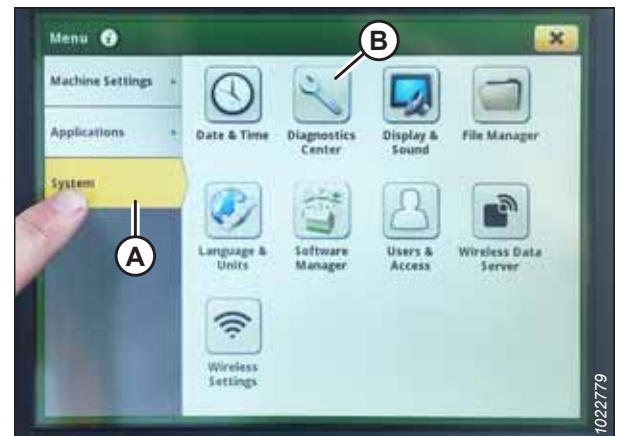 Menu
B
Machine Settings
Applications
System
A
Date & Time
Diagnostics
Center
Display &
Sound
File Manager
Language &
Units
Software
Manager
Users &
Access
Wireless Data
Server
Wireless
Settings
1022779